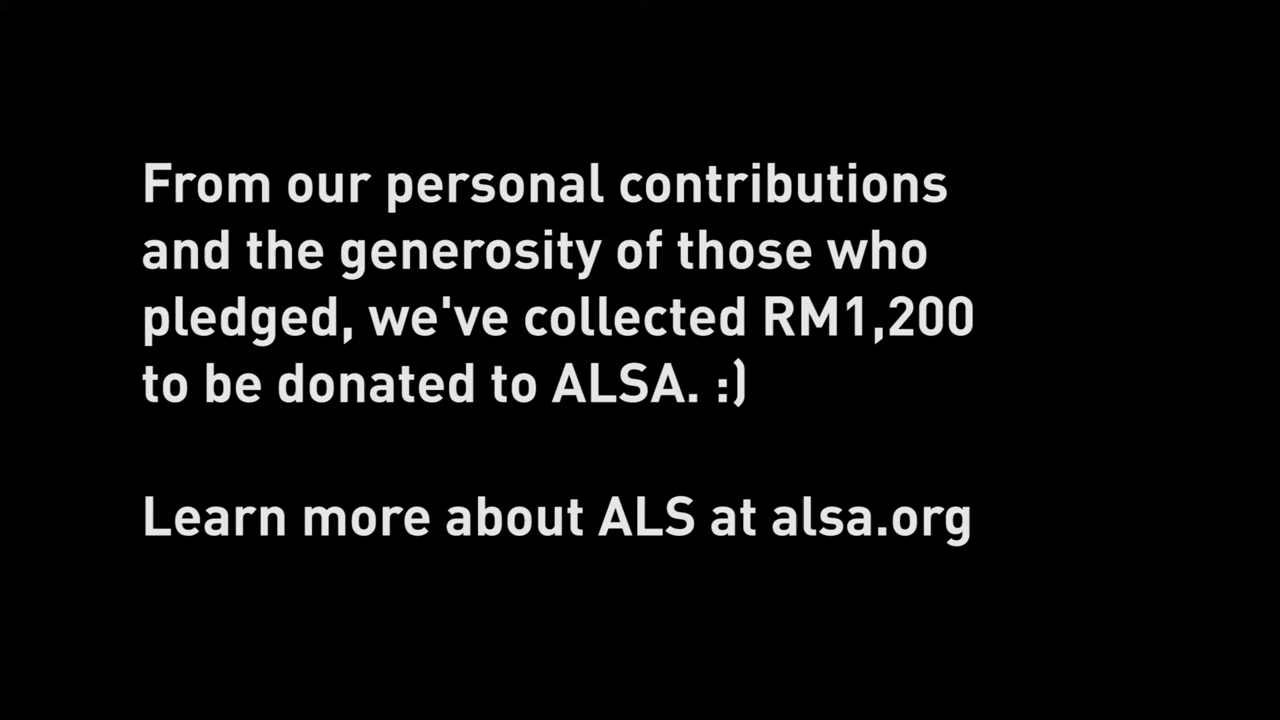 From our personal contributions
and the generosity of those who
pledged, we've collected RM1,200
to be donated to ALSA. :)
Learn more about ALS at alsa.org